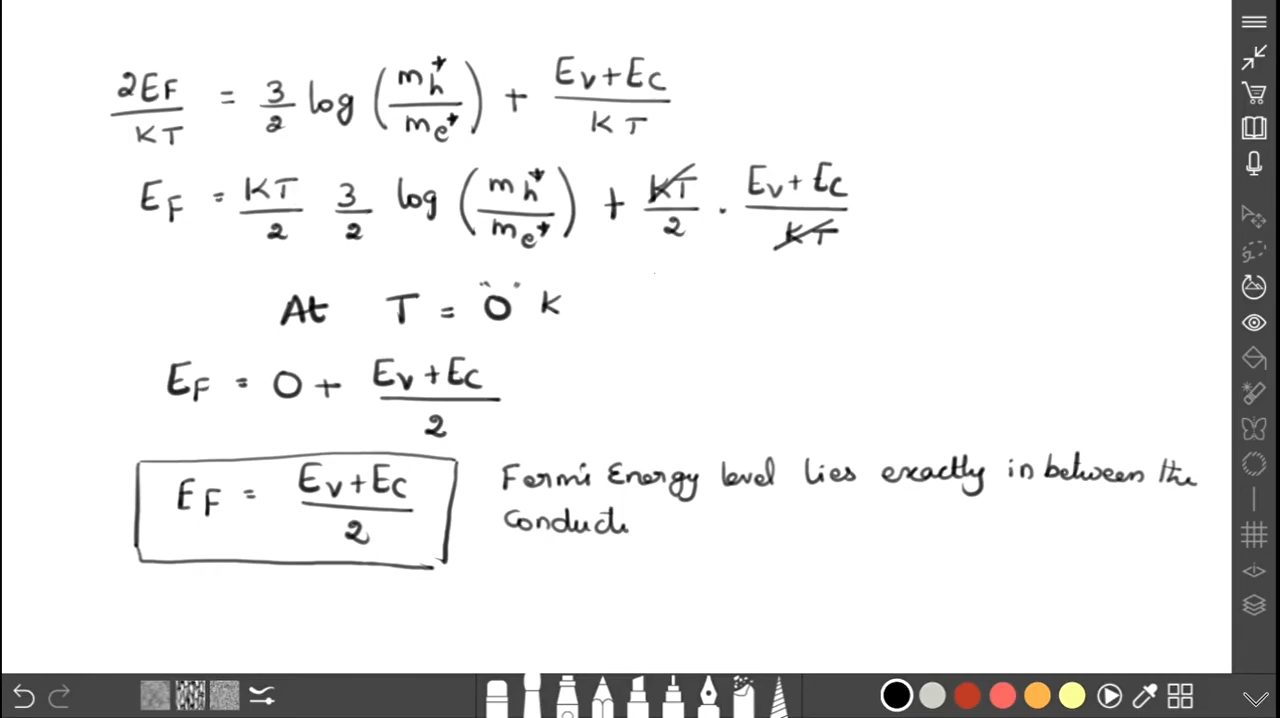 2EF/KT = 3/2 log (mh*/me*) + Ev+Ec/KT
EF = KT/2 3/2 log (mh*/me*) + KT/2 . Ev+Ec/KT
At T = 0 K
EF = 0 + Ev+Ec/2
EF = Ev+Ec/2
Fermi Energy level lies exactly in between the
conducti